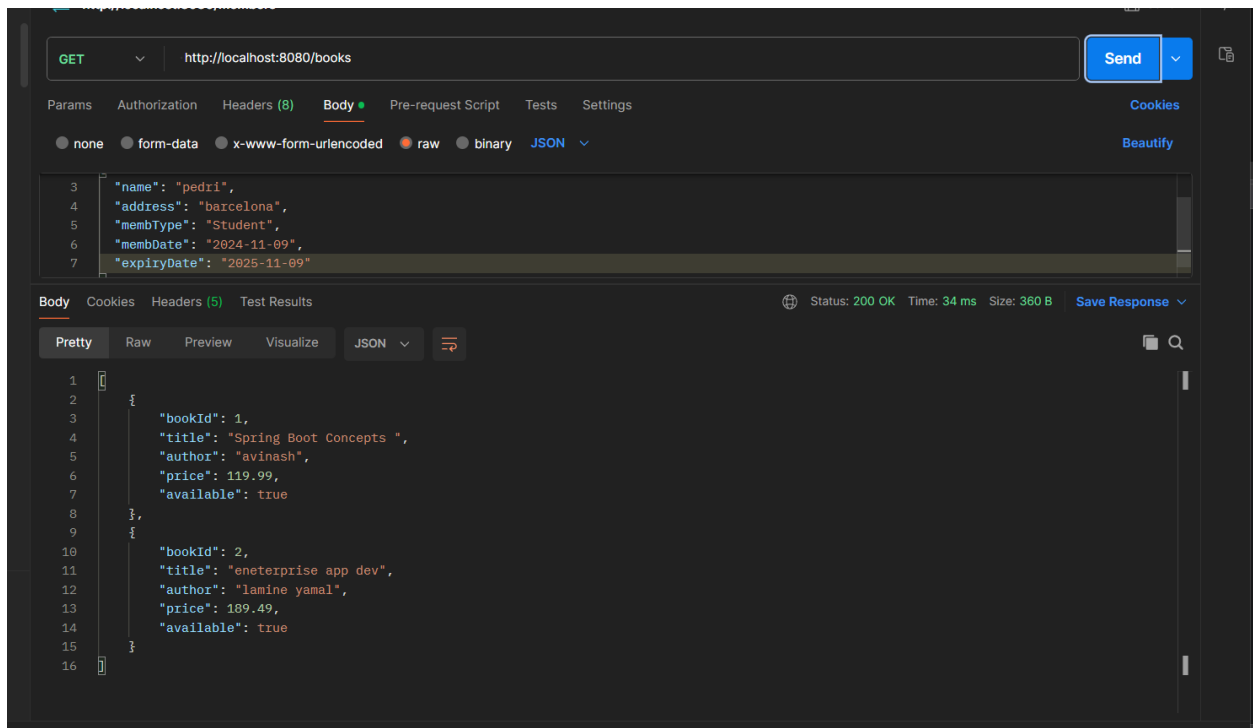 http://localhost:8080/members
GET http://localhost:8080/books Send
Params Authorization Headers (8) Body Pre-request Script Tests Settings Cookies
none form-data x-www-form-urlencoded raw binary JSON Beautify
3 "name": "pedri",
4 "address": "barcelona",
5 "membType": "Student",
6 "membDate": "2024-11-09",
7 "expiryDate": "2025-11-09"
Body Cookies Headers (5) Test Results Status: 200 OK Time: 34 ms Size: 360 B Save Response
Pretty Raw Preview Visualize JSON
1 [
2 {
3 "bookId": 1,
4 "title": "Spring Boot Concepts ",
5 "author": "avinash",
6 "price": 119.99,
7 "available": true
8 },
9 {
10 "bookId": 2,
11 "title": "eneterprise app dev",
12 "author": "lamine yamal",
13 "price": 189.49,
14 "available": true
15 }
16 ]